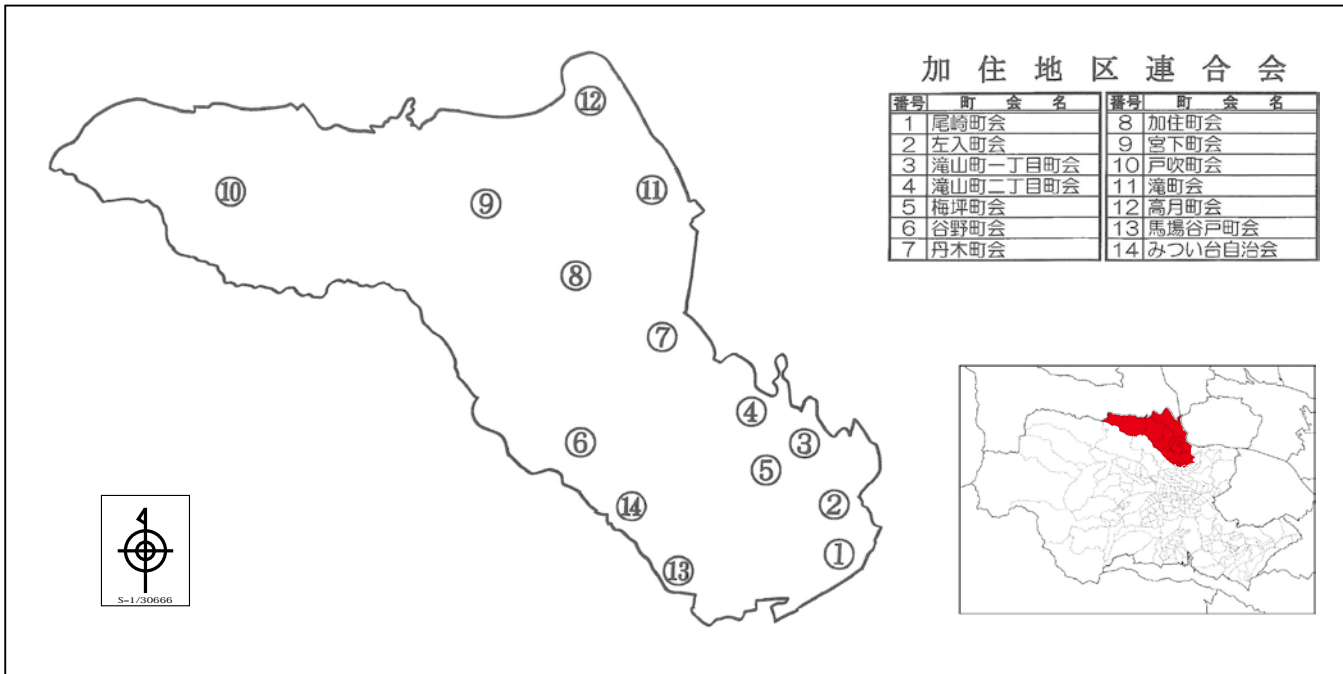 加住地区連合会
番号 町会名 番号 町会名
1 尾崎町会 8 加住町会
2 左入町会 9 宮下町会
3 滝山町一丁目町会 10 戸吹町会
4 滝山町二丁目町会 11 滝町会
5 梅坪町会 12 高月町会
6 谷野町会 13 馬場谷戸町会
7 丹木町会 14 みつい台自治会
⑫
⑩
⑪
⑨
⑧
⑦
④
③
⑥
⑤
⑭
②
①
⑬
S-1/30666